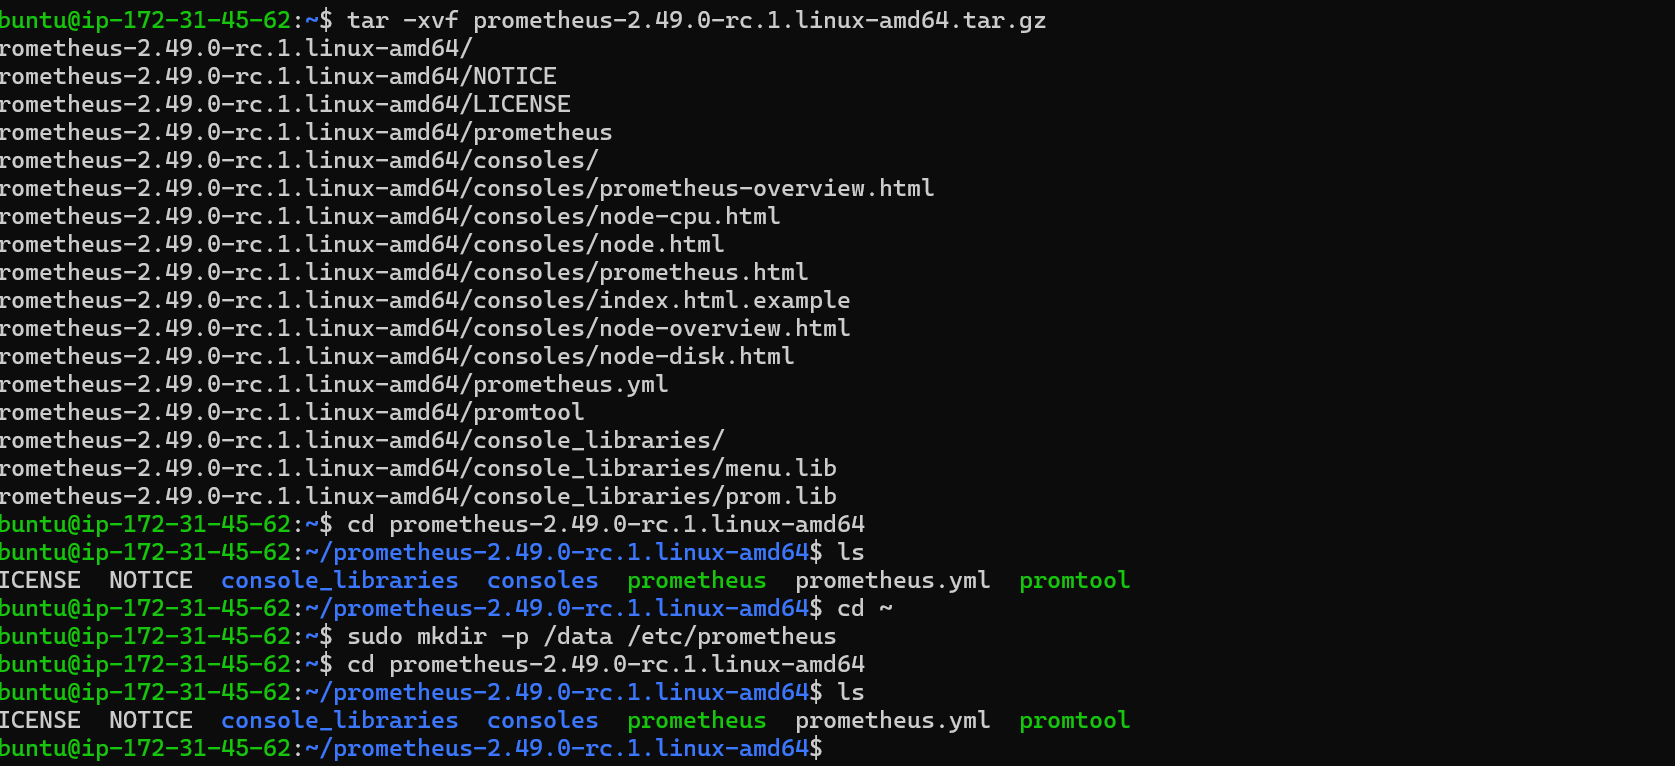 buntu@ip-172-31-45-62:~$ tar -xvf prometheus-2.49.0-rc.1.linux-amd64.tar.gz
rometheus-2.49.0-rc.1.linux-amd64/
rometheus-2.49.0-rc.1.linux-amd64/NOTICE
rometheus-2.49.0-rc.1.linux-amd64/LICENSE
rometheus-2.49.0-rc.1.linux-amd64/prometheus
rometheus-2.49.0-rc.1.linux-amd64/consoles/
rometheus-2.49.0-rc.1.linux-amd64/consoles/prometheus-overview.html
rometheus-2.49.0-rc.1.linux-amd64/consoles/node-cpu.html
rometheus-2.49.0-rc.1.linux-amd64/consoles/node.html
rometheus-2.49.0-rc.1.linux-amd64/consoles/prometheus.html
rometheus-2.49.0-rc.1.linux-amd64/consoles/index.html.example
rometheus-2.49.0-rc.1.linux-amd64/consoles/node-overview.html
rometheus-2.49.0-rc.1.linux-amd64/consoles/node-disk.html
rometheus-2.49.0-rc.1.linux-amd64/prometheus.yml
rometheus-2.49.0-rc.1.linux-amd64/promtool
rometheus-2.49.0-rc.1.linux-amd64/console_libraries/
rometheus-2.49.0-rc.1.linux-amd64/console_libraries/menu.lib
rometheus-2.49.0-rc.1.linux-amd64/console_libraries/prom.lib
buntu@ip-172-31-45-62:~$ cd prometheus-2.49.0-rc.1.linux-amd64
buntu@ip-172-31-45-62:~/prometheus-2.49.0-rc.1.linux-amd64$ ls
ICENSE  NOTICE  console_libraries  consoles  prometheus  prometheus.yml  promtool
buntu@ip-172-31-45-62:~/prometheus-2.49.0-rc.1.linux-amd64$ cd ~
buntu@ip-172-31-45-62:~$ sudo mkdir -p /data /etc/prometheus
buntu@ip-172-31-45-62:~$ cd prometheus-2.49.0-rc.1.linux-amd64
buntu@ip-172-31-45-62:~/prometheus-2.49.0-rc.1.linux-amd64$ ls
ICENSE  NOTICE  console_libraries  consoles  prometheus  prometheus.yml  promtool
buntu@ip-172-31-45-62:~/prometheus-2.49.0-rc.1.linux-amd64$